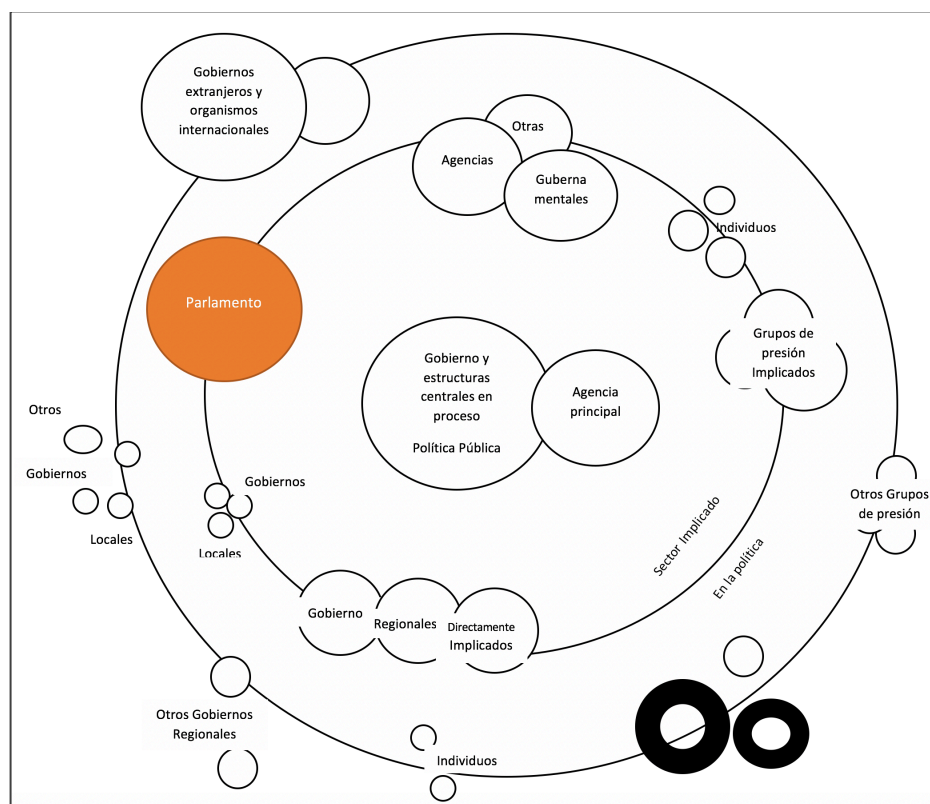 Gobiernos
extranjeros y
organismos
internacionales
Otras
Agencias
Guberna
mentales
Individuos
Parlamento
Grupos de
presión
Implicados
Gobierno y
estructuras
centrales en
proceso
Política Pública
Agencia
principal
Otros
Gobiernos
Locales
Gobiernos
Locales
Otros Grupos
de presión
Sector Implicado
En la política
Gobierno
Regionales
Directamente
Implicados
Otros Gobiernos
Regionales
Individuos